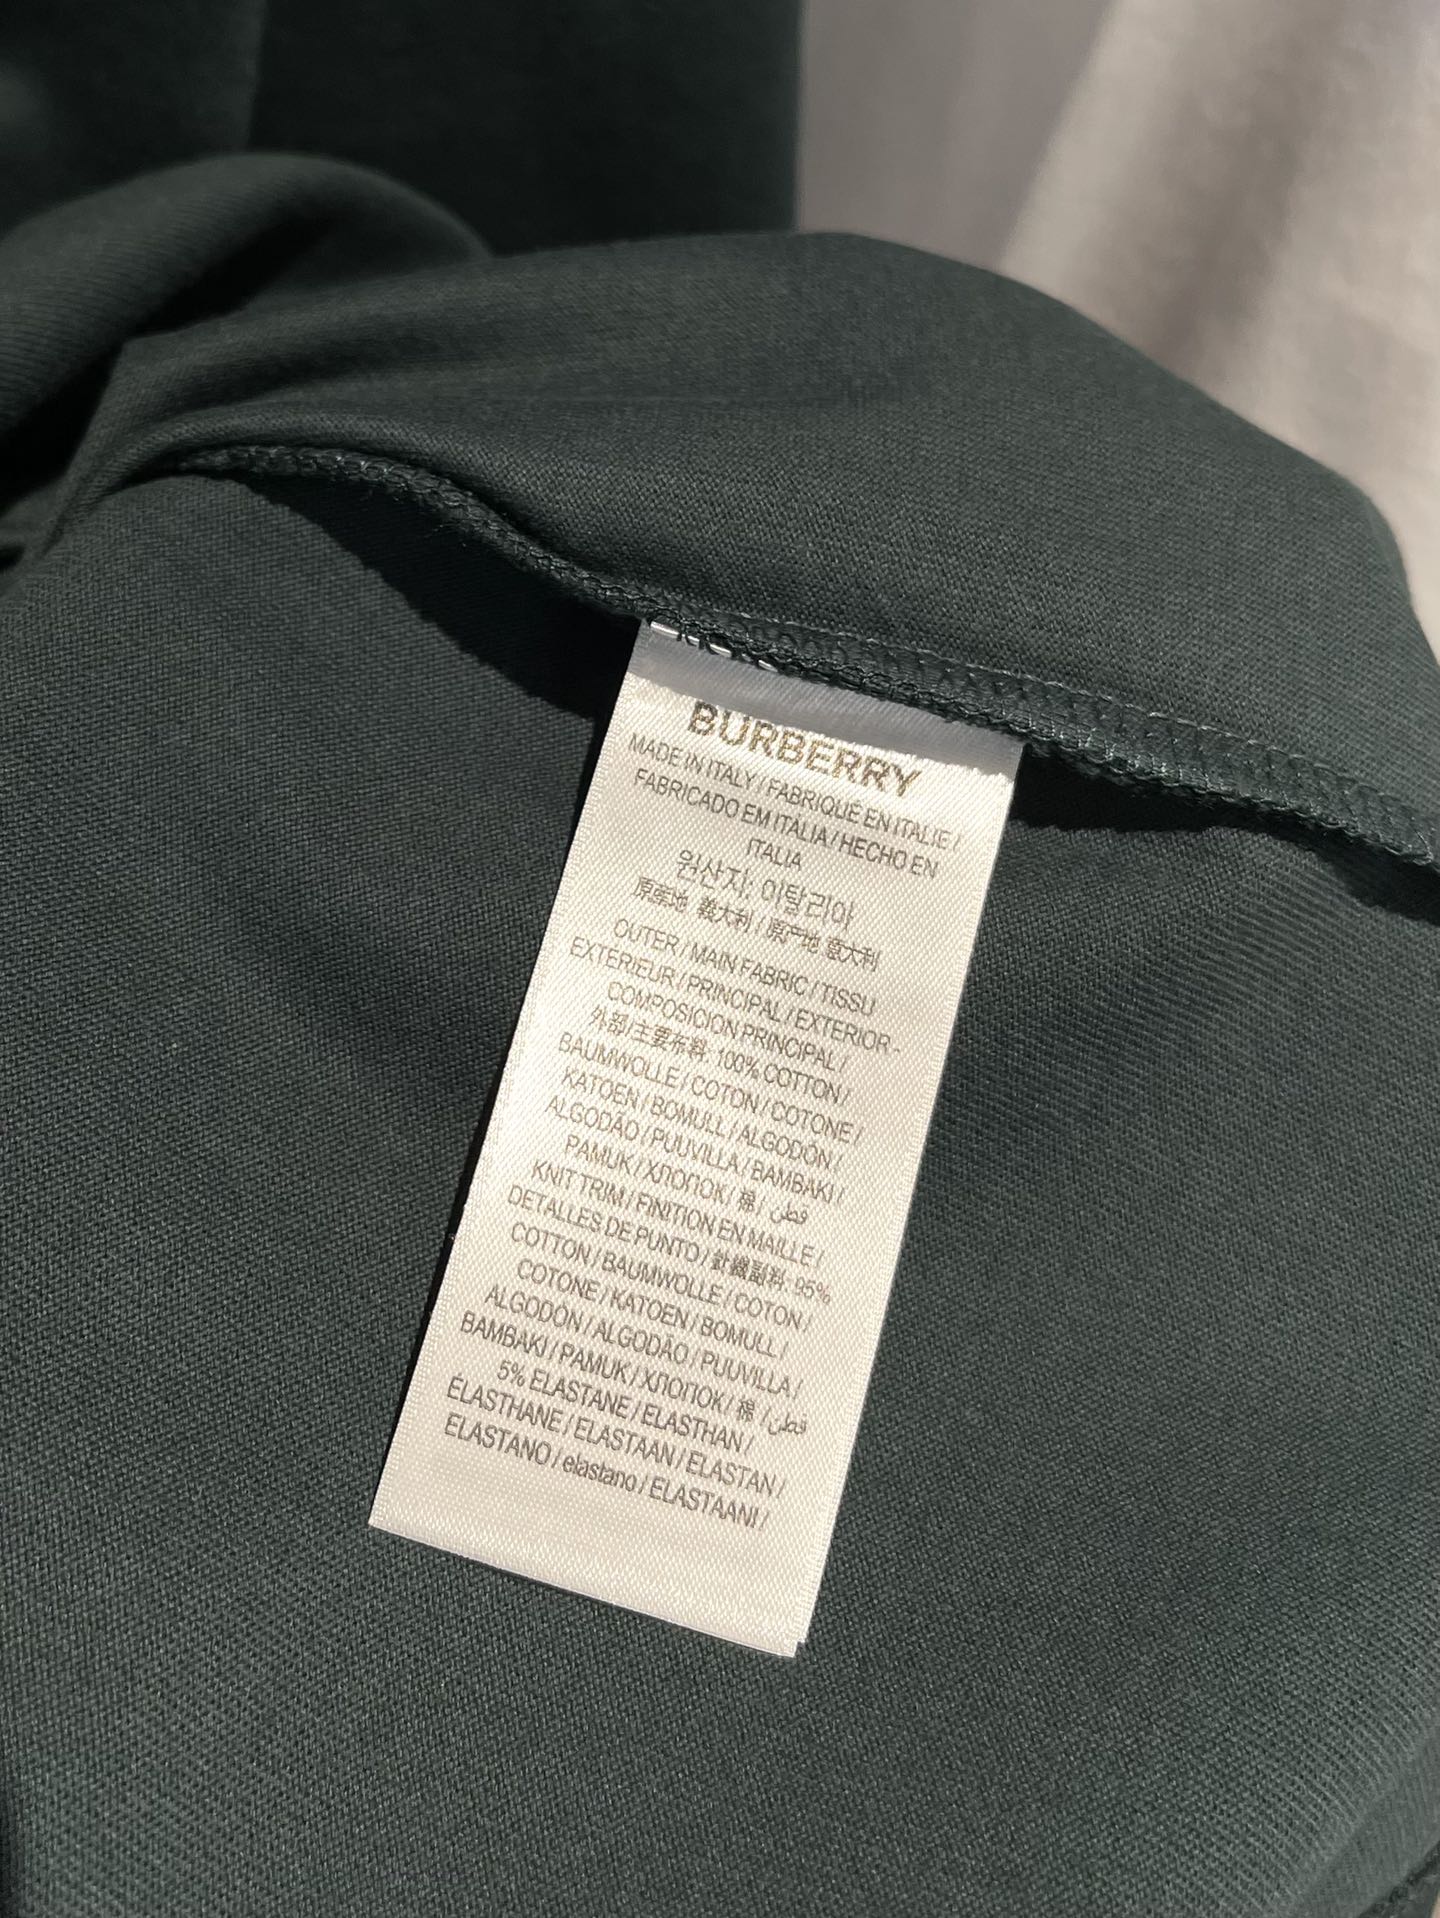 BURBERRY
MADE IN ITALY / FABRIQUÉ EN ITALIE /
FABRICADO EM ITÁLIA / HECHO EN
ITALIA
원산지: 이탈리아
原産地 義大利 / 原产地 意大利
OUTER / MAIN FABRIC / TISSU
EXTERIEUR / PRINCIPAL / EXTERIOR-
COMPOSICION PRINCIPAL /
外部/主要布料: 100% COTTON /
BAUMWOLLE / COTON / COTONE /
KATOEN / BOMULL / ALGODÓN /
ALGODÃO / PUUVILLA / BAMBAKI /
PAMUK / ХЛОПОК / 棉 / قطن
KNIT TRIM / FINITION EN MAILLE /
DETALLES DE PUNTO / 針織副料: 95%
COTTON / BAUMWOLLE / COTON /
COTONE / KATOEN / BOMULL /
ALGODÓN / ALGODÃO / PUUVILLA /
BAMBAKI / PAMUK / ХЛОПОК / 棉 / قطن
5% ELASTANE / ELASTHAN /
ÉLASTHANE / ELASTAAN / ELASTAN /
ELASTANO / elastano / ELASTAANI /